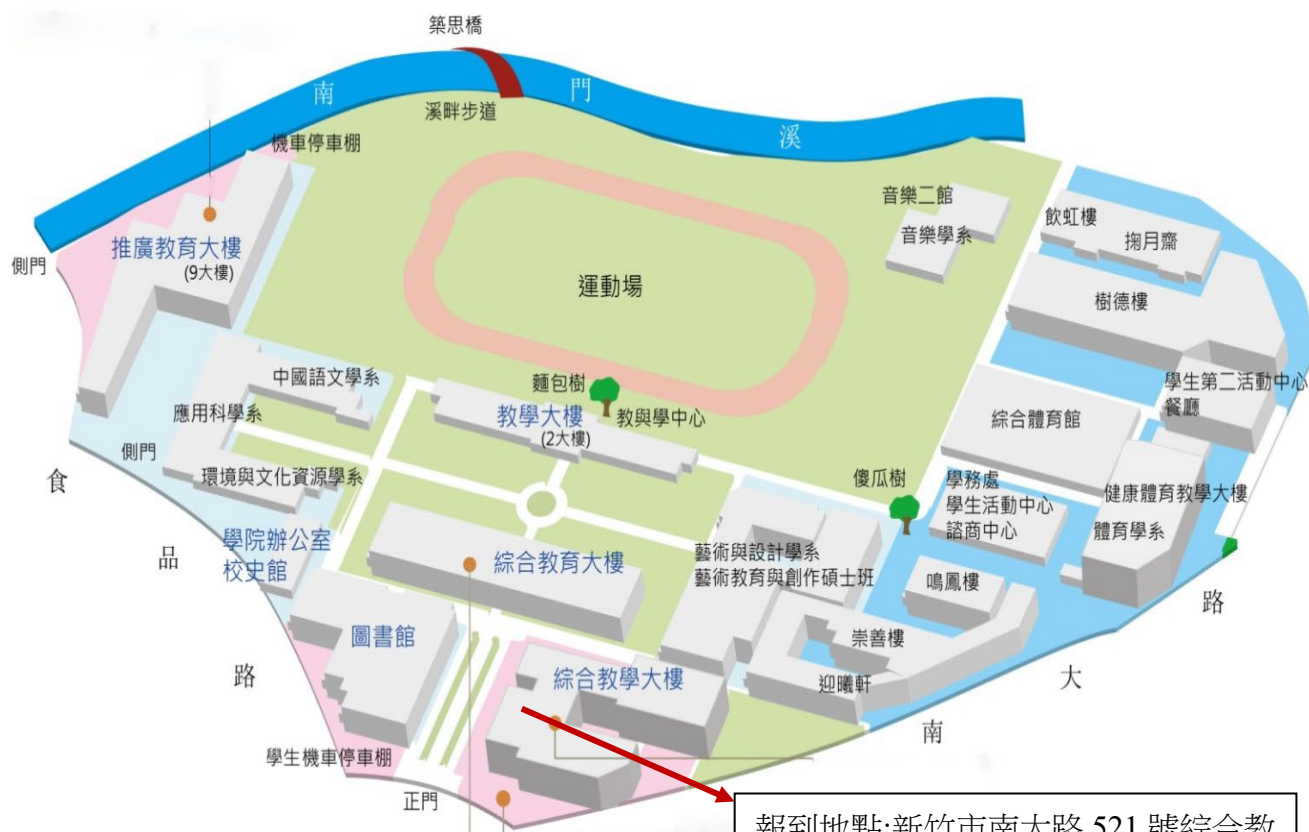 築思橋
南門溪
溪畔步道
機車停車棚
音樂二館
音樂學系
飲虹樓
掬月齋
側門
推廣教育大樓
(9大樓)
運動場
樹德樓
中國語文學系
麵包樹
學生第二活動中心
餐廳
應用科學系
教學大樓
(2大樓)
教與學中心
綜合體育館
側門
環境與文化資源學系
傻瓜樹
學務處
學生活動中心
諮商中心
健康體育教學大樓
體育學系
食品路
學院辦公室
校史館
綜合教育大樓
藝術與設計學系
藝術教育與創作碩士班
鳴鳳樓
圖書館
崇善樓
綜合教學大樓
迎曦軒
南大路
學生機車停車棚
正門
報到地點:新竹市南大路 521 號綜合教